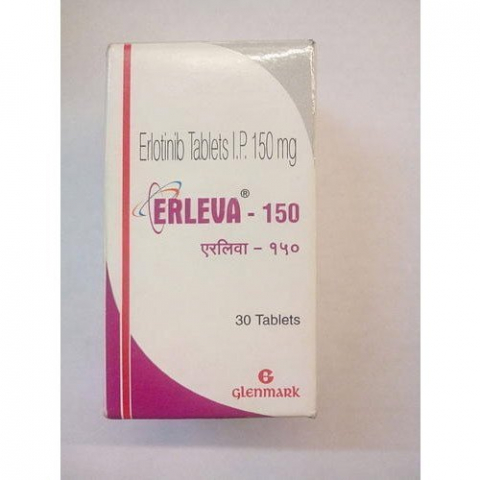 Erlotinib Tablets I.P. 150 mg
ERLEVA® - 150
एरलिवा - १५०
30 Tablets
G
GLENMARK